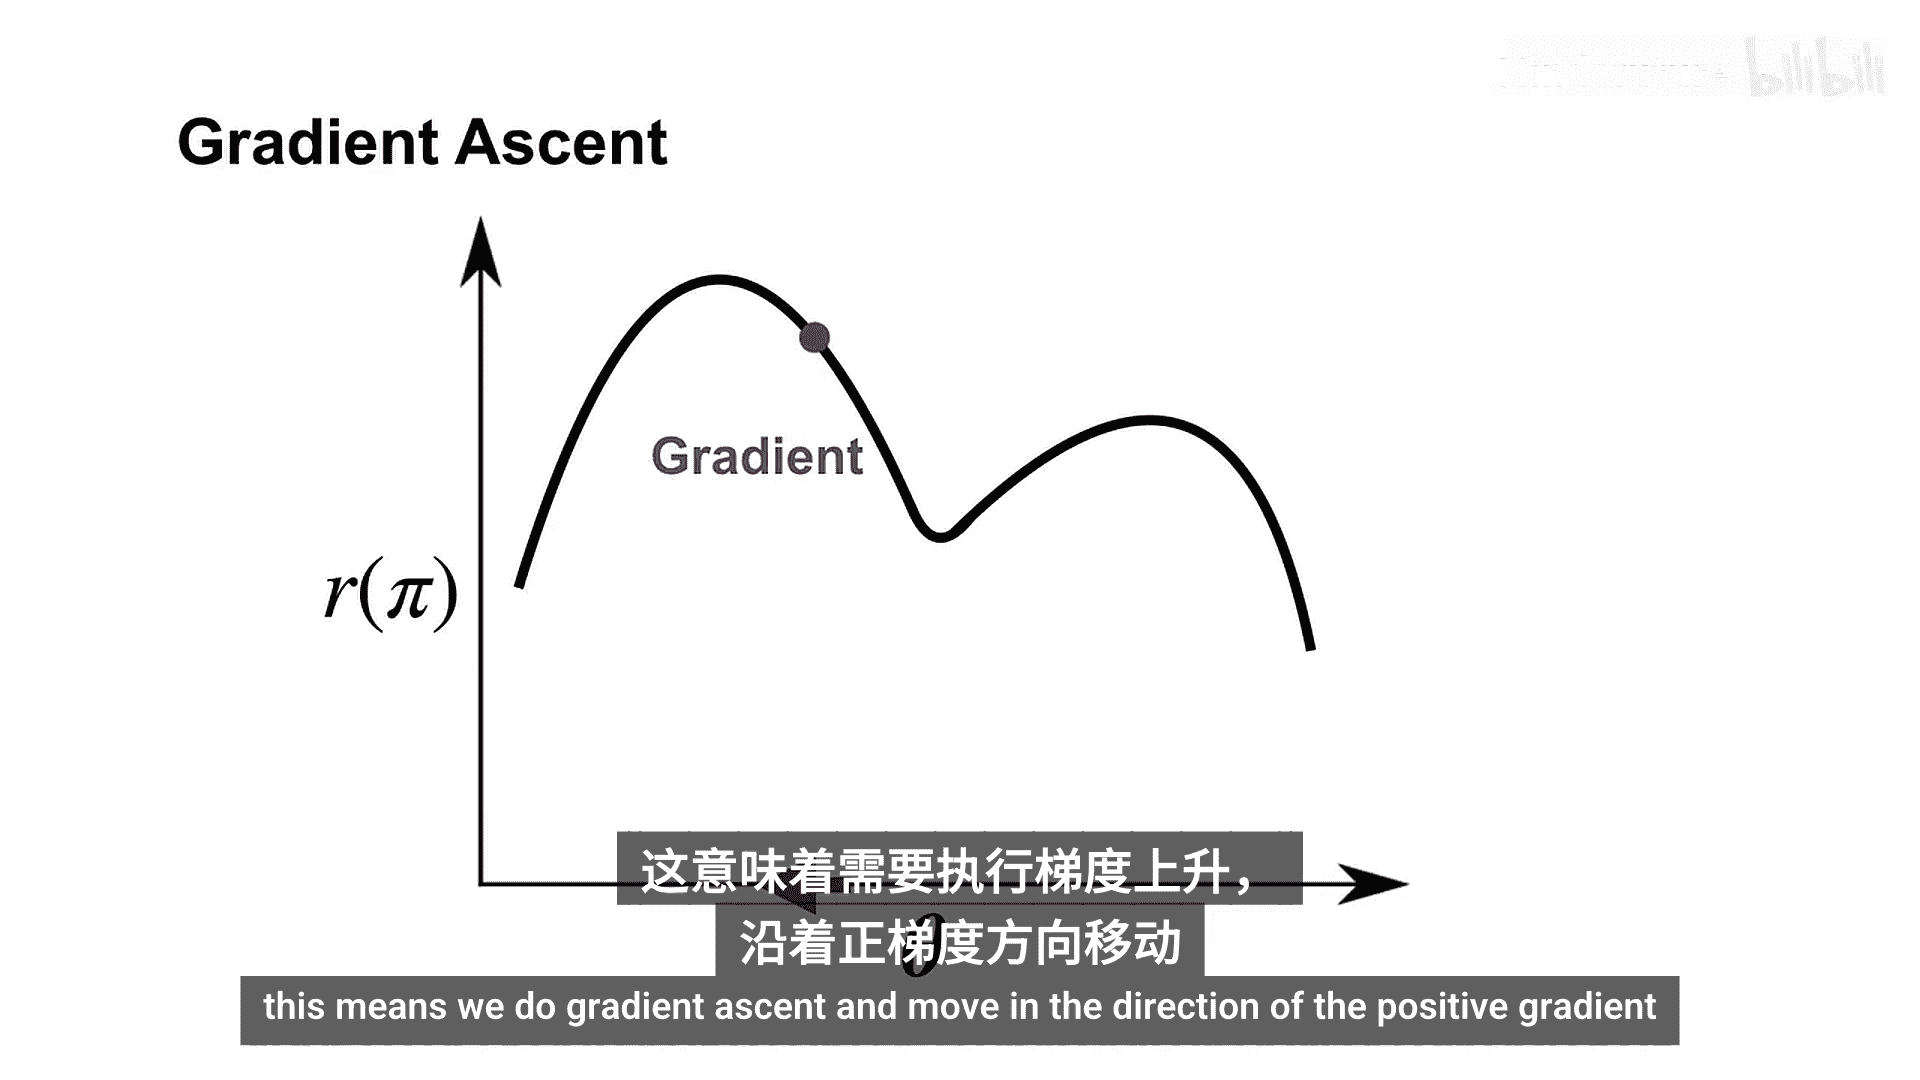 bilibili
Gradient Ascent
Gradient
r(π)
θ
这意味着需要执行梯度上升，
沿着正梯度方向移动
this means we do gradient ascent and move in the direction of the positive gradient